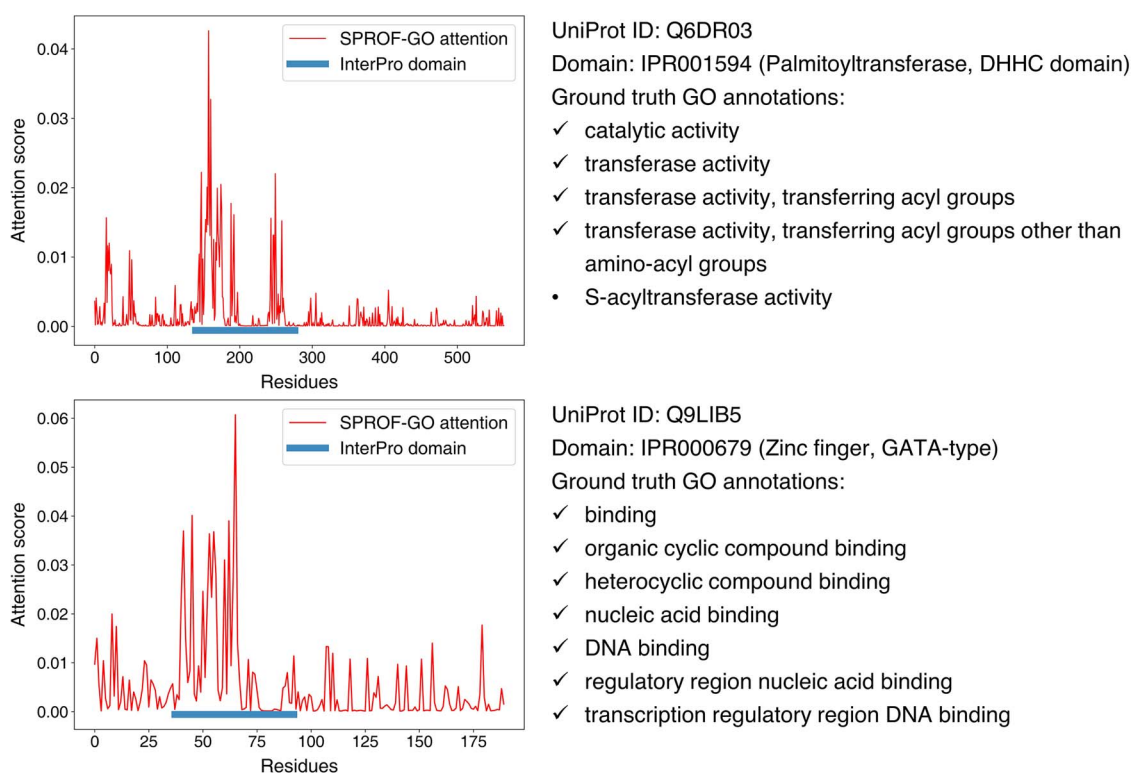 SPROF-GO attention
InterPro domain
0.04
0.03
0.02
0.01
0.00
Attention score
0 100 200 300 400 500
Residues
UniProt ID: Q6DR03
Domain: IPR001594 (Palmitoyltransferase, DHHC domain)
Ground truth GO annotations:
✓ catalytic activity
✓ transferase activity
✓ transferase activity, transferring acyl groups
✓ transferase activity, transferring acyl groups other than
amino-acyl groups
• S-acyltransferase activity
SPROF-GO attention
InterPro domain
0.06
0.05
0.04
0.03
0.02
0.01
0.00
Attention score
0 25 50 75 100 125 150 175
Residues
UniProt ID: Q9LIB5
Domain: IPR000679 (Zinc finger, GATA-type)
Ground truth GO annotations:
✓ binding
✓ organic cyclic compound binding
✓ heterocyclic compound binding
✓ nucleic acid binding
✓ DNA binding
✓ regulatory region nucleic acid binding
✓ transcription regulatory region DNA binding